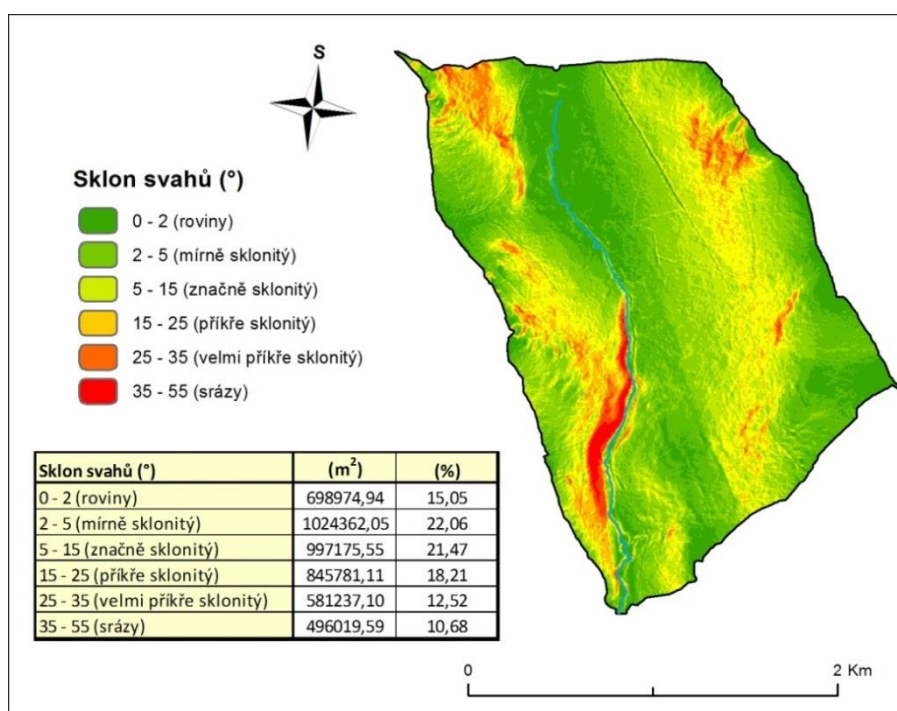 S
Sklon svahů (°)
0 - 2 (roviny)
2 - 5 (mírně sklonitý)
5 - 15 (značně sklonitý)
15 - 25 (příkře sklonitý)
25 - 35 (velmi příkře sklonitý)
35 - 55 (srázy)
Sklon svahů (°) (m²) (%)
0 - 2 (roviny) 698974,94 15,05
2 - 5 (mírně sklonitý) 1024362,05 22,06
5 - 15 (značně sklonitý) 997175,55 21,47
15 - 25 (příkře sklonitý) 845781,11 18,21
25 - 35 (velmi příkře sklonitý) 581237,10 12,52
35 - 55 (srázy) 496019,59 10,68
0 2 Km